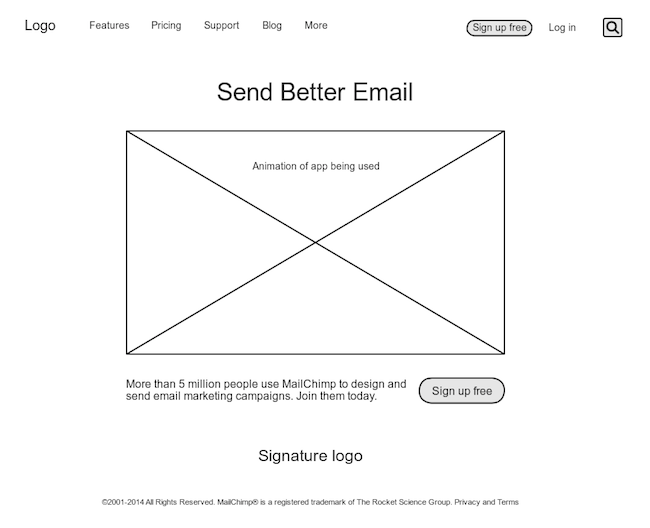 Logo
Features Pricing Support Blog More
Sign up free Log in
Send Better Email
Animation of app being used
More than 5 million people use MailChimp to design and
send email marketing campaigns. Join them today.
Sign up free
Signature logo
©2001-2014 All Rights Reserved. MailChimp® is a registered trademark of The Rocket Science Group. Privacy and Terms